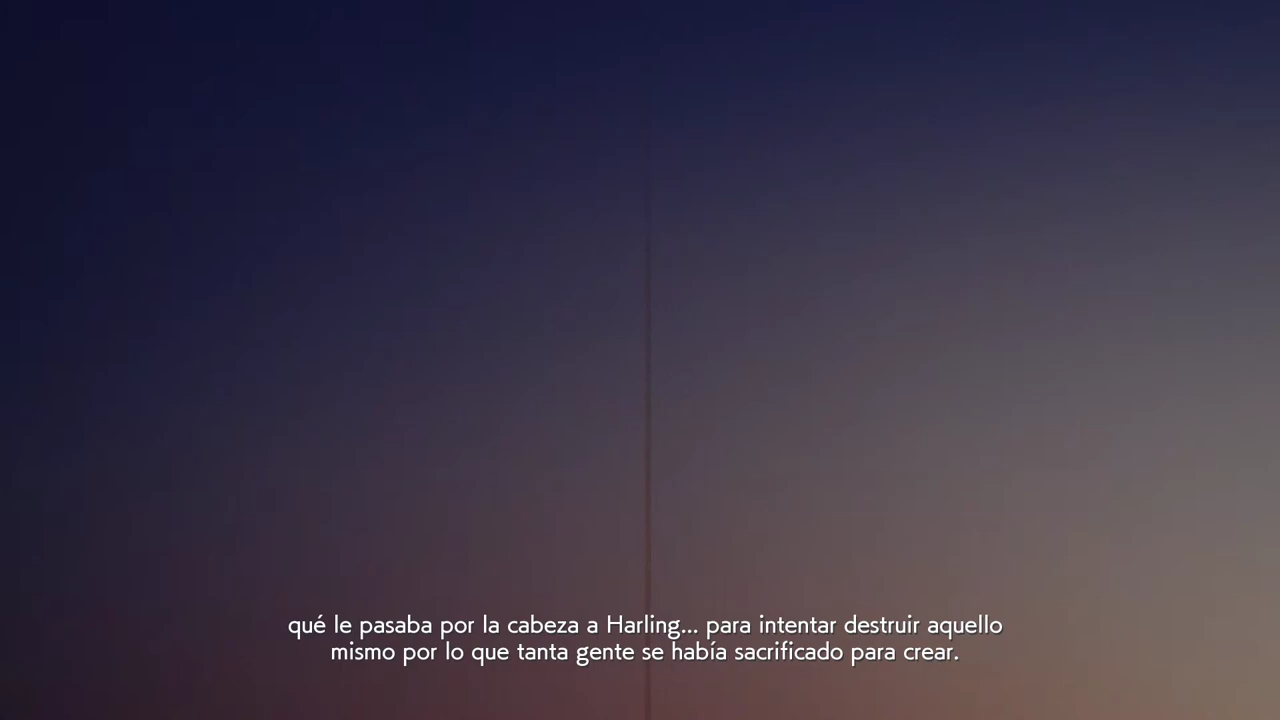 qué le pasaba por la cabeza a Harling... para intentar destruir aquello
mismo por lo que tanta gente se había sacrificado para crear.